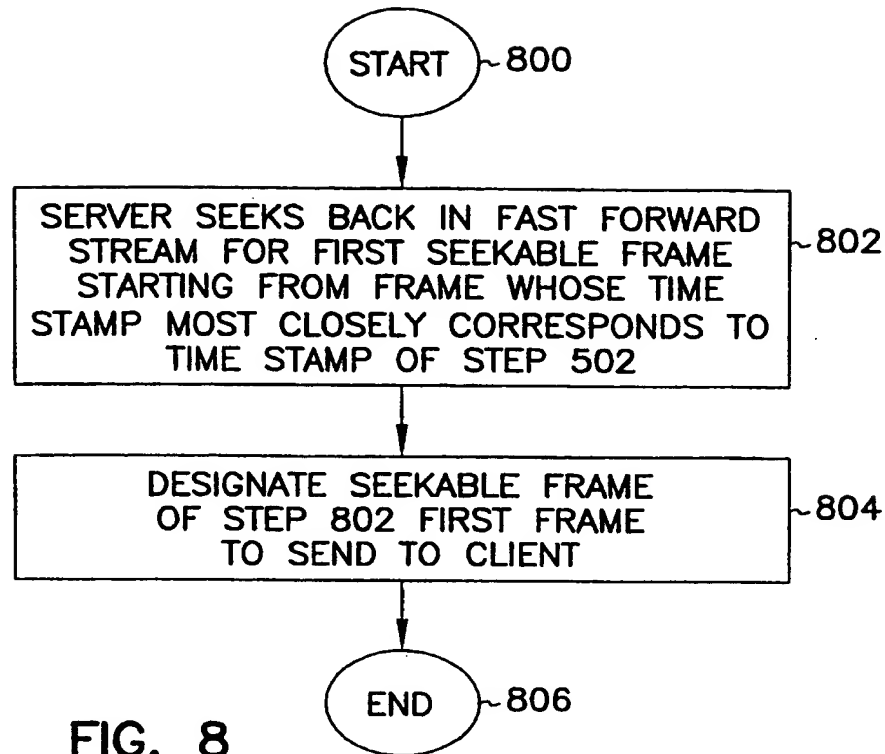 START
800
SERVER SEEKS BACK IN FAST FORWARD
STREAM FOR FIRST SEEKABLE FRAME
STARTING FROM FRAME WHOSE TIME
STAMP MOST CLOSELY CORRESPONDS TO
TIME STAMP OF STEP 502
802
DESIGNATE SEEKABLE FRAME
OF STEP 802 FIRST FRAME
TO SEND TO CLIENT
804
END
806
FIG. 8